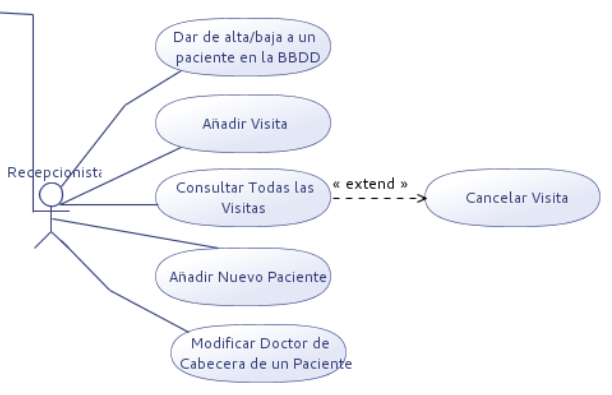 Dar de alta/baja a un
paciente en la BBDD
Añadir Visita
Recepcionista
Consultar Todas las
Visitas
« extend »
Cancelar Visita
Añadir Nuevo Paciente
Modificar Doctor de
Cabecera de un Paciente